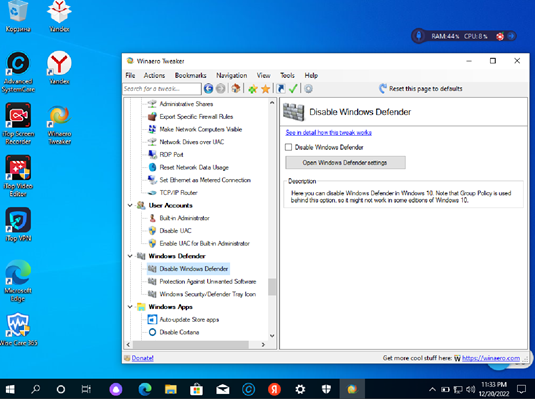 Корзина
Yandex
Advanced
SystemCare
Yandex
iTop Screen
Recorder
Winaero
Tweaker
iTop Video
Editor
iTop VPN
Microsoft
Edge
Wise Care 365
RAM:44% CPU:8%
Winaero Tweaker
File Actions Bookmarks Navigation View Tools Help
Search for a tweak...
Reset this page to defaults
Administrative Shares
Export Specific Firewall Rules
Make Network Computers Visible
Network Drives over UAC
RDP Port
Reset Network Data Usage
Set Ethernet as Metered Connection
TCP/IP Router
User Accounts
Built-in Administrator
Disable UAC
Enable UAC for Built-in Administrator
Windows Defender
Disable Windows Defender
Protection Against Unwanted Software
Windows Security/Defender Tray Icon
Windows Apps
Auto-update Store apps
Disable Cortana
Disable Windows Defender
See in detail how this tweak works
Disable Windows Defender
Open Windows Defender settings
Description
Here you can disable Windows Defender in Windows 10. Note that Group Policy is used
behind this option, so it might not work in some editions of Windows 10.
Donate!
Get more cool stuff here: W https://winaero.com
11:33 PM
12/20/2022